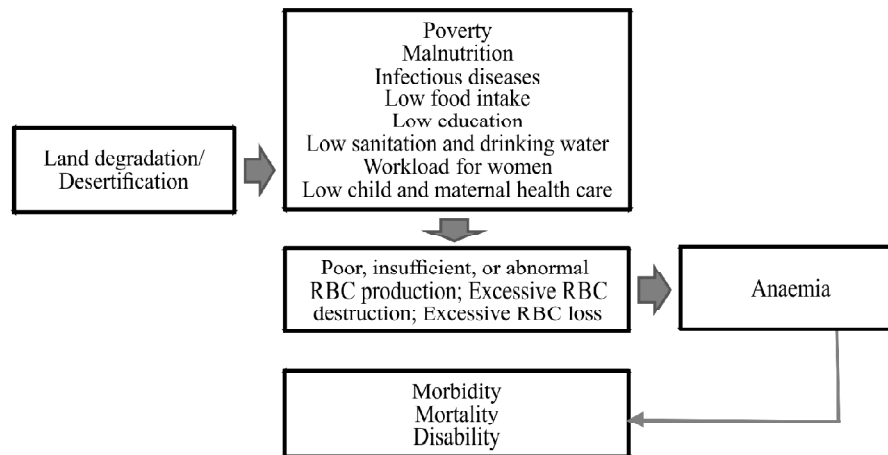 Land degradation/
Desertification
Poverty
Malnutrition
Infectious diseases
Low food intake
Low education
Low sanitation and drinking water
Workload for women
Low child and maternal health care
Poor, insufficient, or abnormal
RBC production; Excessive RBC
destruction; Excessive RBC loss
Anaemia
Morbidity
Mortality
Disability